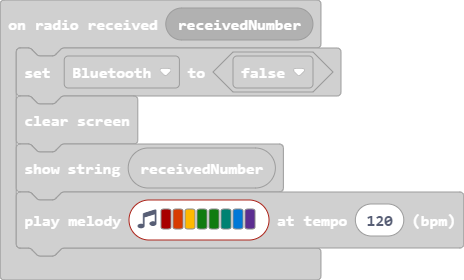 on radio received receivedNumber
set Bluetooth to false
clear screen
show string receivedNumber
play melody at tempo 120 (bpm)